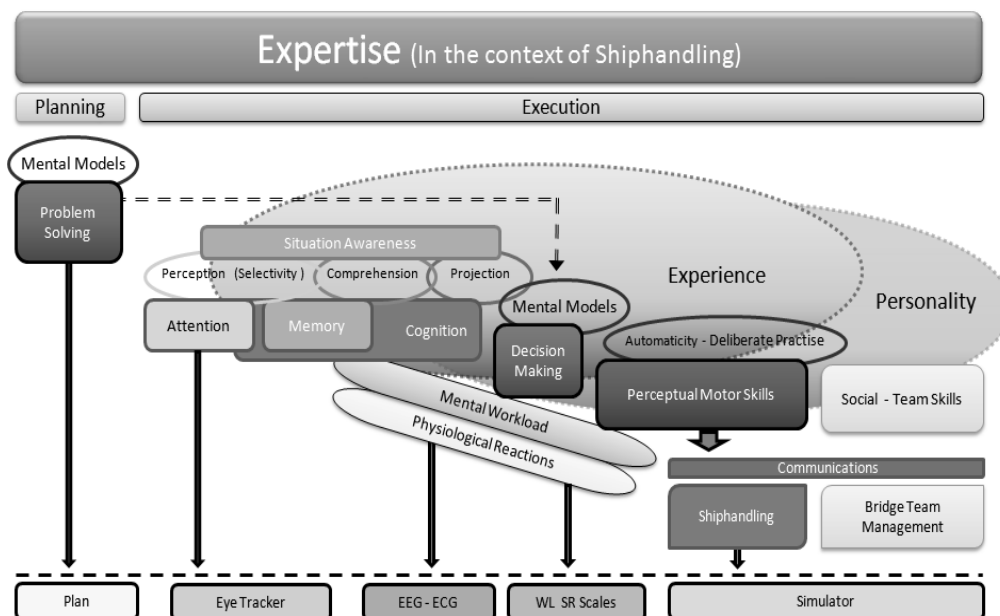 Expertise (In the context of Shiphandling)
Planning
Execution
Mental Models
Problem
Solving
Situation Awareness
Perception (Selectivity )
Comprehension
Projection
Experience
Personality
Attention
Memory
Cognition
Mental Models
Decision
Making
Automaticity - Deliberate Practise
Perceptual Motor Skills
Social - Team Skills
Mental Workload
Physiological Reactions
Communications
Shiphandling
Bridge Team
Management
Plan
Eye Tracker
EEG - ECG
WL SR Scales
Simulator